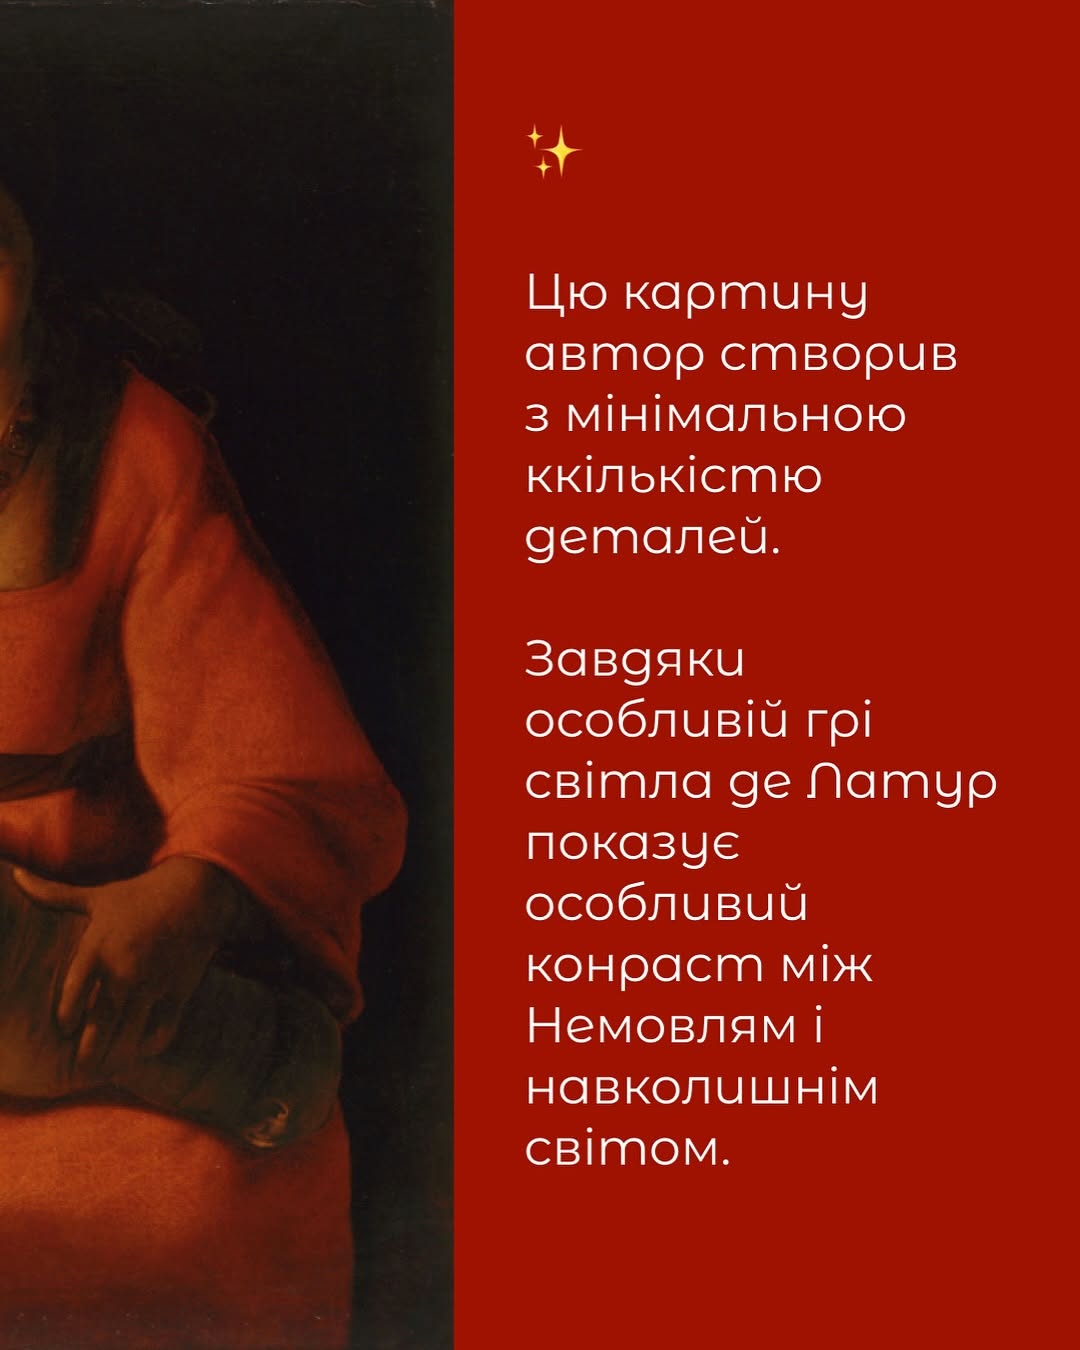 Цю картину
автор створив
з мінімальною
ккількістю
деталей.
Завдяки
особливій грі
світла де Латур
показує
особливий
конраст між
Немовлям і
навколишнім
світом.